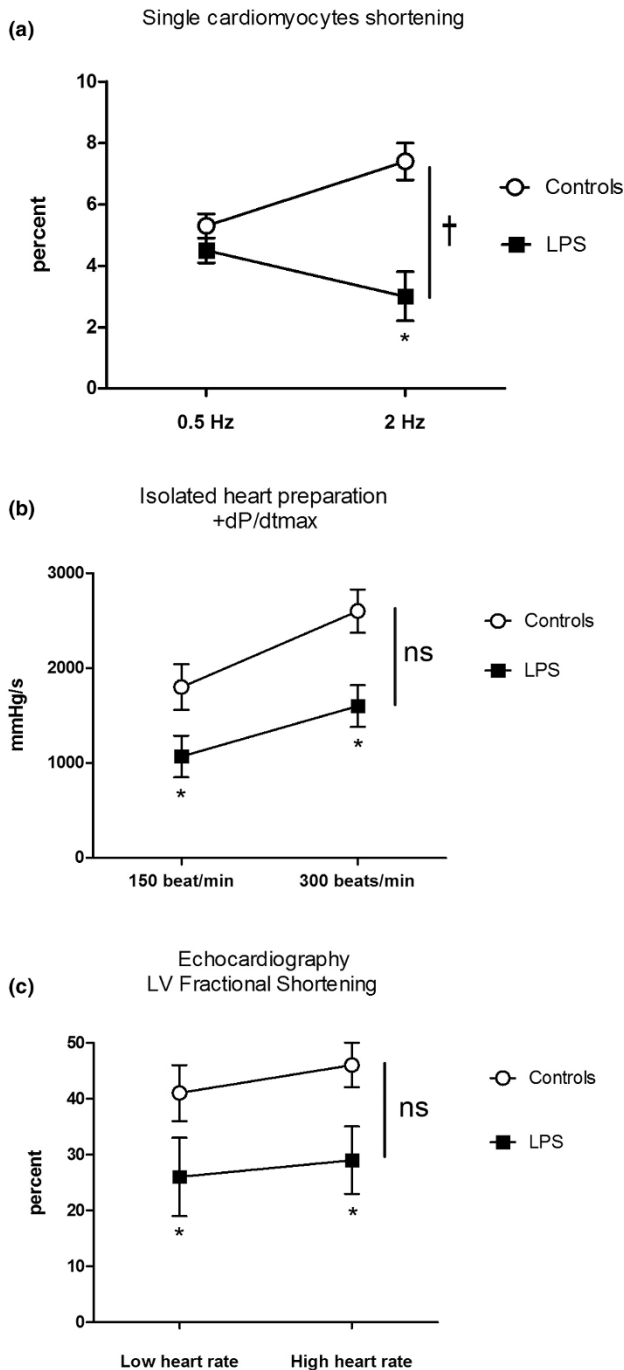 (a)
Single cardiomyocytes shortening
10
8
6
4
2
0
percent
0.5 Hz
2 Hz
*
†
Controls
LPS
(b)
Isolated heart preparation
+dP/dtmax
3000
2000
1000
0
mmHg/s
150 beat/min
300 beats/min
*
*
ns
Controls
LPS
(c)
Echocardiography
LV Fractional Shortening
50
40
30
20
10
0
percent
Low heart rate
High heart rate
*
*
ns
Controls
LPS